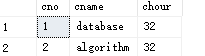 cno cname chour
1 1 database 32
2 2 algorithm 32